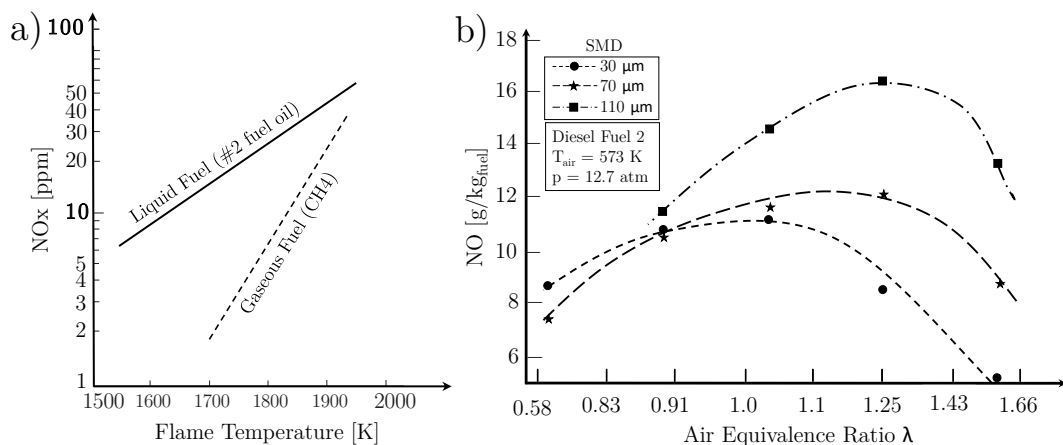 a)
NOx [ppm]
100
50
40
30
20
10
5
4
3
2
1
Liquid Fuel (#2 fuel oil)
Gaseous Fuel (CH4)
1500 1600 1700 1800 1900 2000
Flame Temperature [K]
b)
NO [g/kg_fuel]
18
16
14
12
10
8
6
SMD
30 μm
70 μm
110 μm
Diesel Fuel 2
T_air = 573 K
p = 12.7 atm
0.58 0.83 0.91 1.0 1.1 1.25 1.43 1.66
Air Equivalence Ratio λ